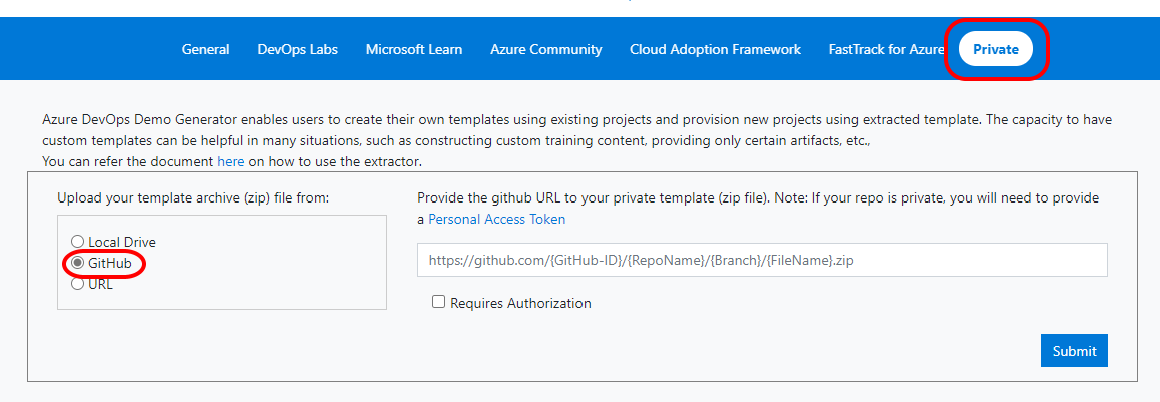 General DevOps Labs Microsoft Learn Azure Community Cloud Adoption Framework FastTrack for Azure Private
Azure DevOps Demo Generator enables users to create their own templates using existing projects and provision new projects using extracted template. The capacity to have
custom templates can be helpful in many situations, such as constructing custom training content, providing only certain artifacts, etc.,
You can refer the document here on how to use the extractor.
Upload your template archive (zip) file from:
Local Drive
GitHub
URL
Provide the github URL to your private template (zip file). Note: If your repo is private, you will need to provide
a Personal Access Token
https://github.com/{GitHub-ID}/{RepoName}/{Branch}/{FileName}.zip
Requires Authorization
Submit